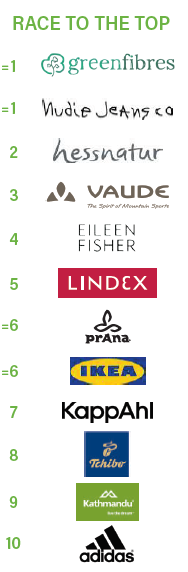 RACE TO THE TOP
=1 greenfibres
=1 nudie jeans co
2 hessnatur
3 VAUDE
The Spirit of Mountain Sports
4 EILEEN
FISHER
5 LINDEX
=6 prAna
=6 IKEA
7 KappAhl
8 Tchibo
9 Kathmandu
10 adidas